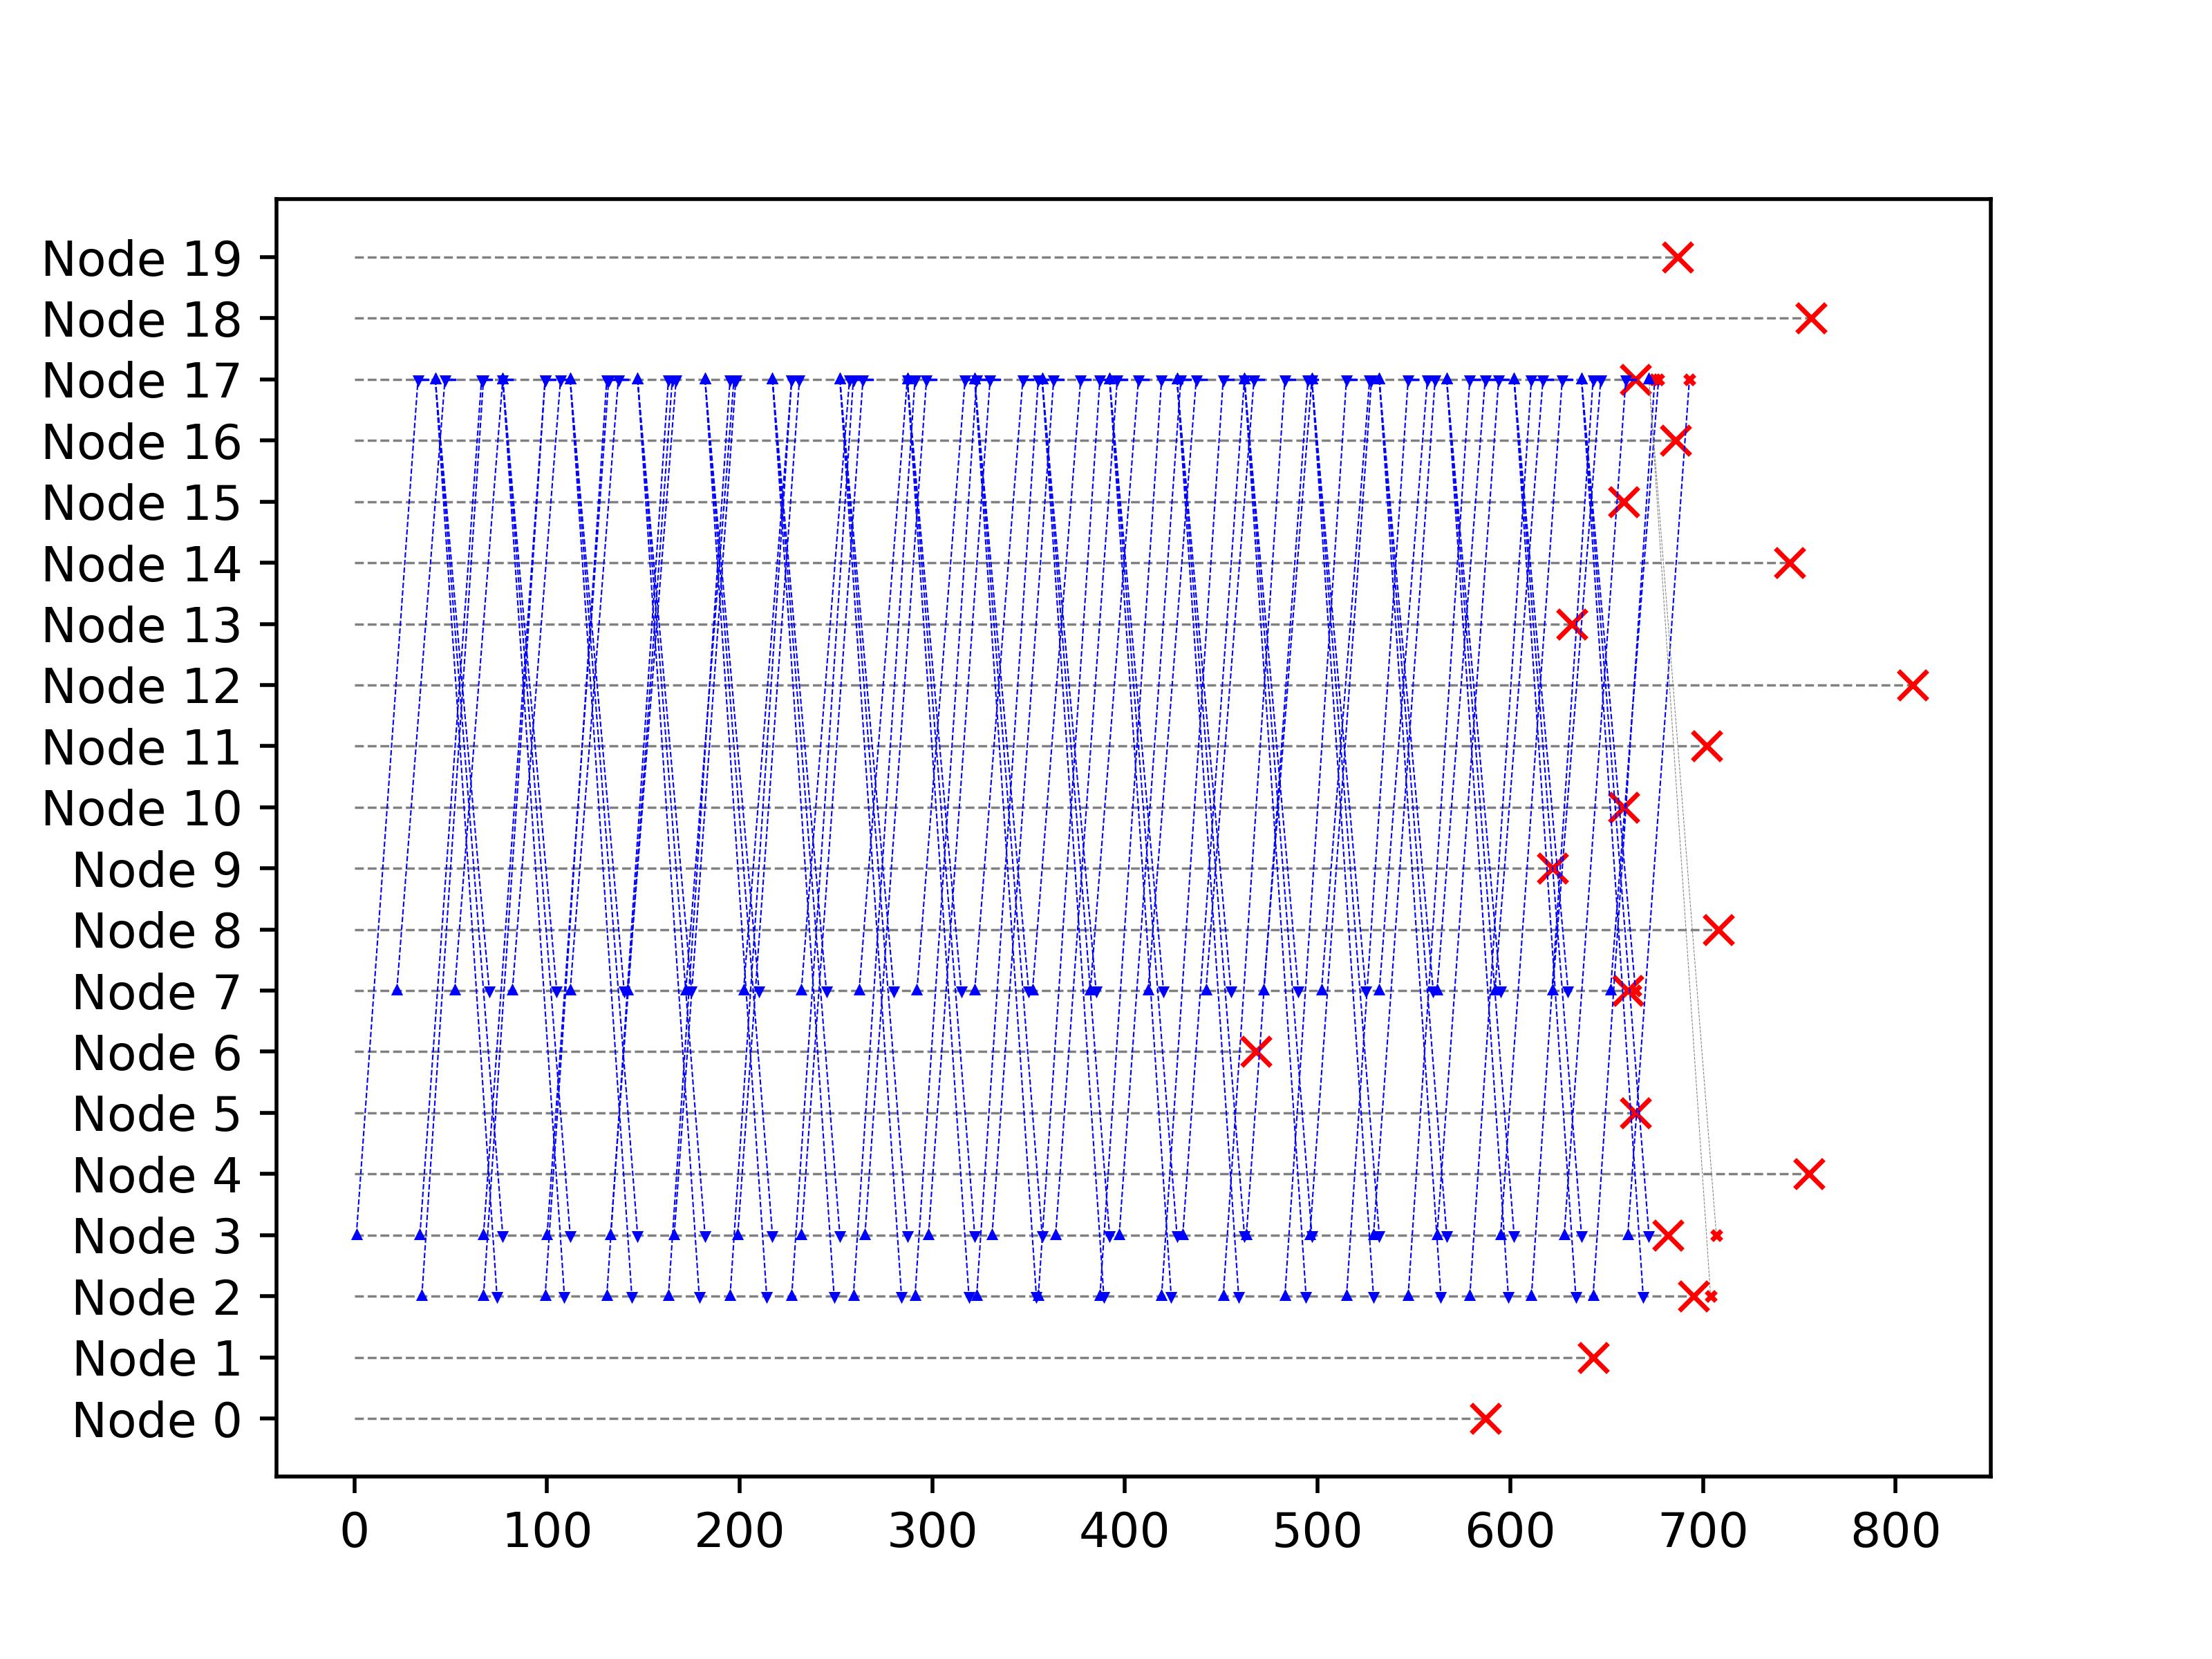 Node 19
Node 18
Node 17
Node 16
Node 15
Node 14
Node 13
Node 12
Node 11
Node 10
Node 9
Node 8
Node 7
Node 6
Node 5
Node 4
Node 3
Node 2
Node 1
Node 0
0 100 200 300 400 500 600 700 800